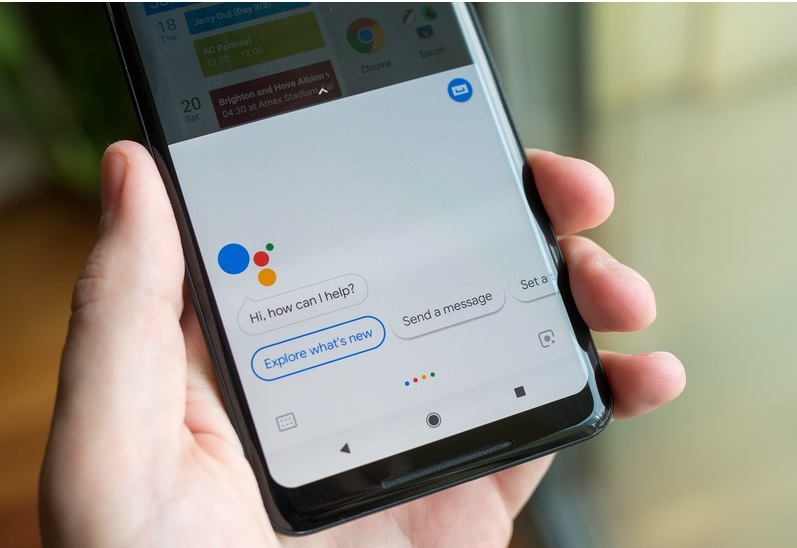 Jerry Out (Day 3/3)
18
Thu
AC Podcast
12:00 – 13:00
Chrome
Soccer
20
Sat
Brighton and Hove Albion v
04:30 at Amex Stadium
Hi, how can I help?
Explore what's new
Send a message
Set a